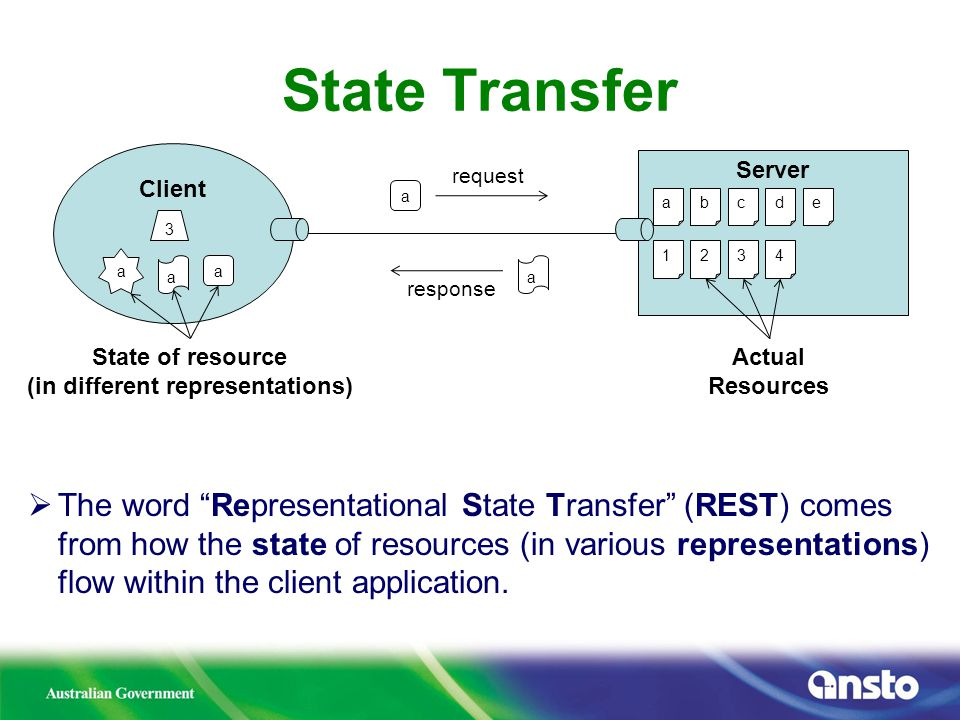 State Transfer
Client
3
a
a
a
request
a
response
a
Server
a b c d e
1 2 3 4
State of resource
(in different representations)
Actual
Resources
The word “Representational State Transfer” (REST) comes
from how the state of resources (in various representations)
flow within the client application.
Australian Government
ansto